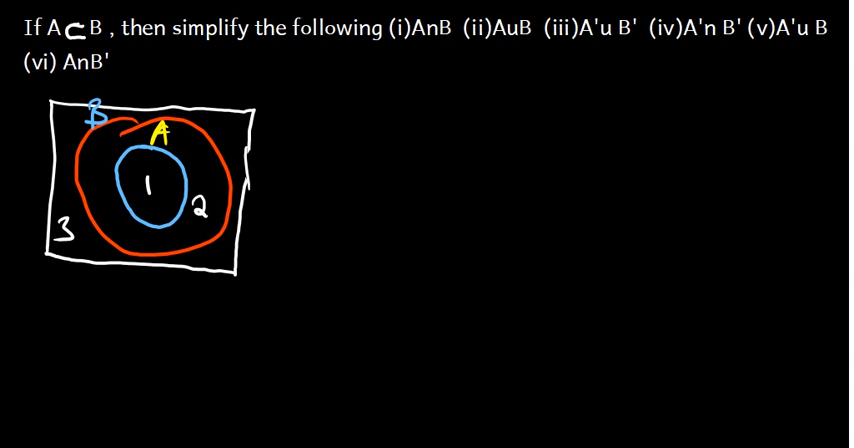 If A ⊂ B , then simplify the following (i)AnB (ii)AuB (iii)A'u B' (iv)A'n B' (v)A'u B
(vi) AnB'
B
A
1
2
3